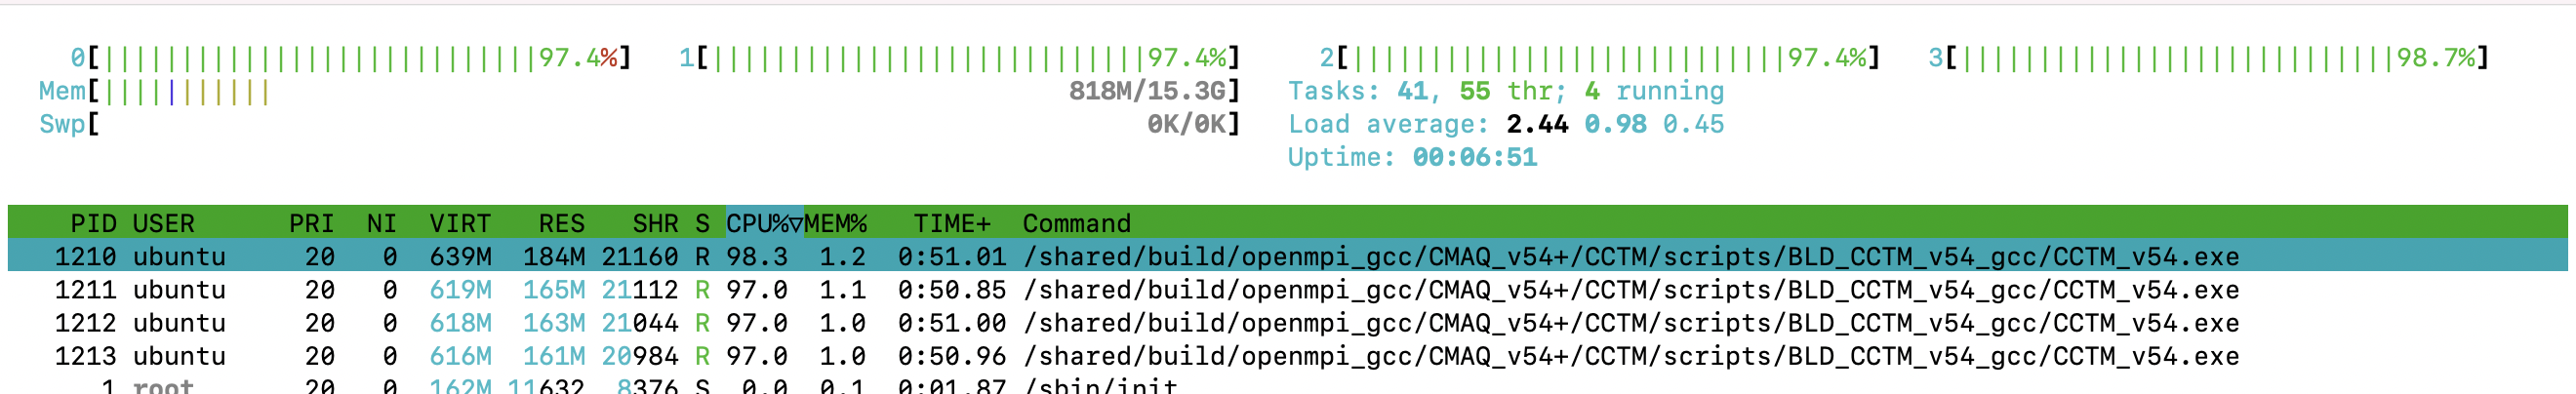 0[||||||||||||||||||||||||||||97.4%] 1[||||||||||||||||||||||||||||97.4%] 2[||||||||||||||||||||||||||||97.4%] 3[||||||||||||||||||||||||||||98.7%]
Mem[||||||||||| 818M/15.3G] Tasks: 41, 55 thr; 4 running
Swp[ 0K/0K] Load average: 2.44 0.98 0.45
Uptime: 00:06:51
PID USER PRI NI VIRT RES SHR S CPU%▽MEM% TIME+ Command
1210 ubuntu 20 0 639M 184M 21160 R 98.3 1.2 0:51.01 /shared/build/openmpi_gcc/CMAQ_v54+/CCTM/scripts/BLD_CCTM_v54_gcc/CCTM_v54.exe
1211 ubuntu 20 0 619M 165M 21112 R 97.0 1.1 0:50.85 /shared/build/openmpi_gcc/CMAQ_v54+/CCTM/scripts/BLD_CCTM_v54_gcc/CCTM_v54.exe
1212 ubuntu 20 0 618M 163M 21044 R 97.0 1.0 0:51.00 /shared/build/openmpi_gcc/CMAQ_v54+/CCTM/scripts/BLD_CCTM_v54_gcc/CCTM_v54.exe
1213 ubuntu 20 0 616M 161M 20984 R 97.0 1.0 0:50.96 /shared/build/openmpi_gcc/CMAQ_v54+/CCTM/scripts/BLD_CCTM_v54_gcc/CCTM_v54.exe
1 root 20 0 162M 11632 8376 S 0.0 0.1 0:01.87 /sbin/init